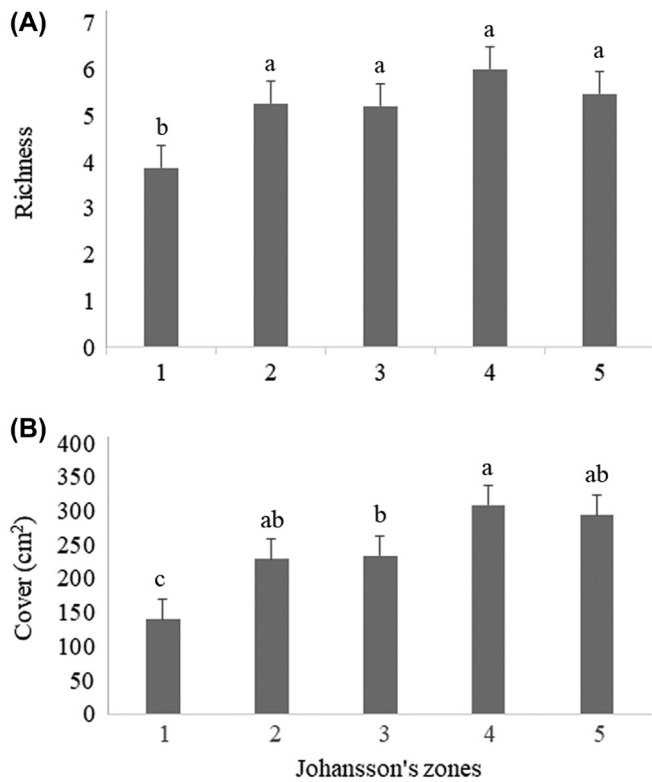 (A)
Richness
7
6
5
4
3
2
1
0
b
a
a
a
a
1 2 3 4 5
(B)
Cover (cm²)
400
350
300
250
200
150
100
50
0
c
ab
b
a
ab
1 2 3 4 5
Johansson's zones